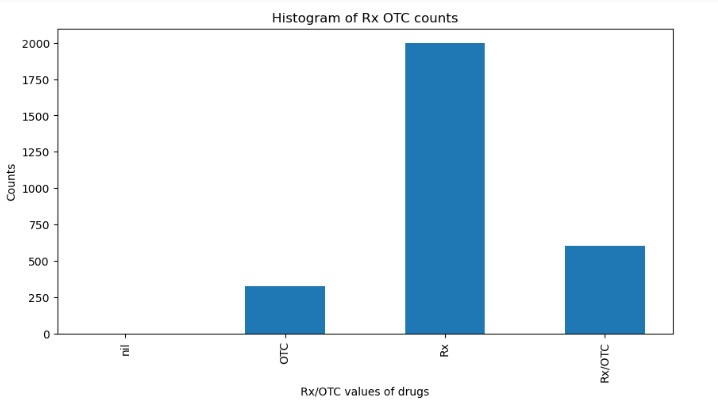 Histogram of Rx OTC counts
2000
1750
1500
1250
1000
750
500
250
0
Counts
nil
OTC
Rx
Rx/OTC
Rx/OTC values of drugs